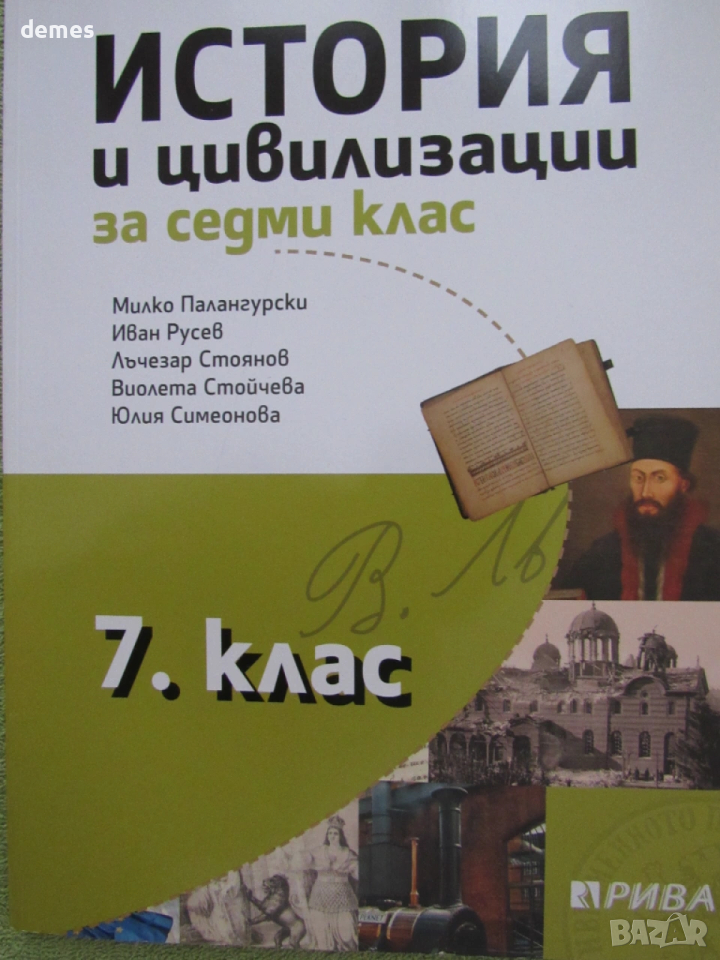 demes
ИСТОРИЯ
и цивилизации
за седми клас
Милко Палангурски
Иван Русев
Лъчезар Стоянов
Виолета Стойчева
Юлия Симеонова
В. Лв
7. клас
РИВА
BAZAR